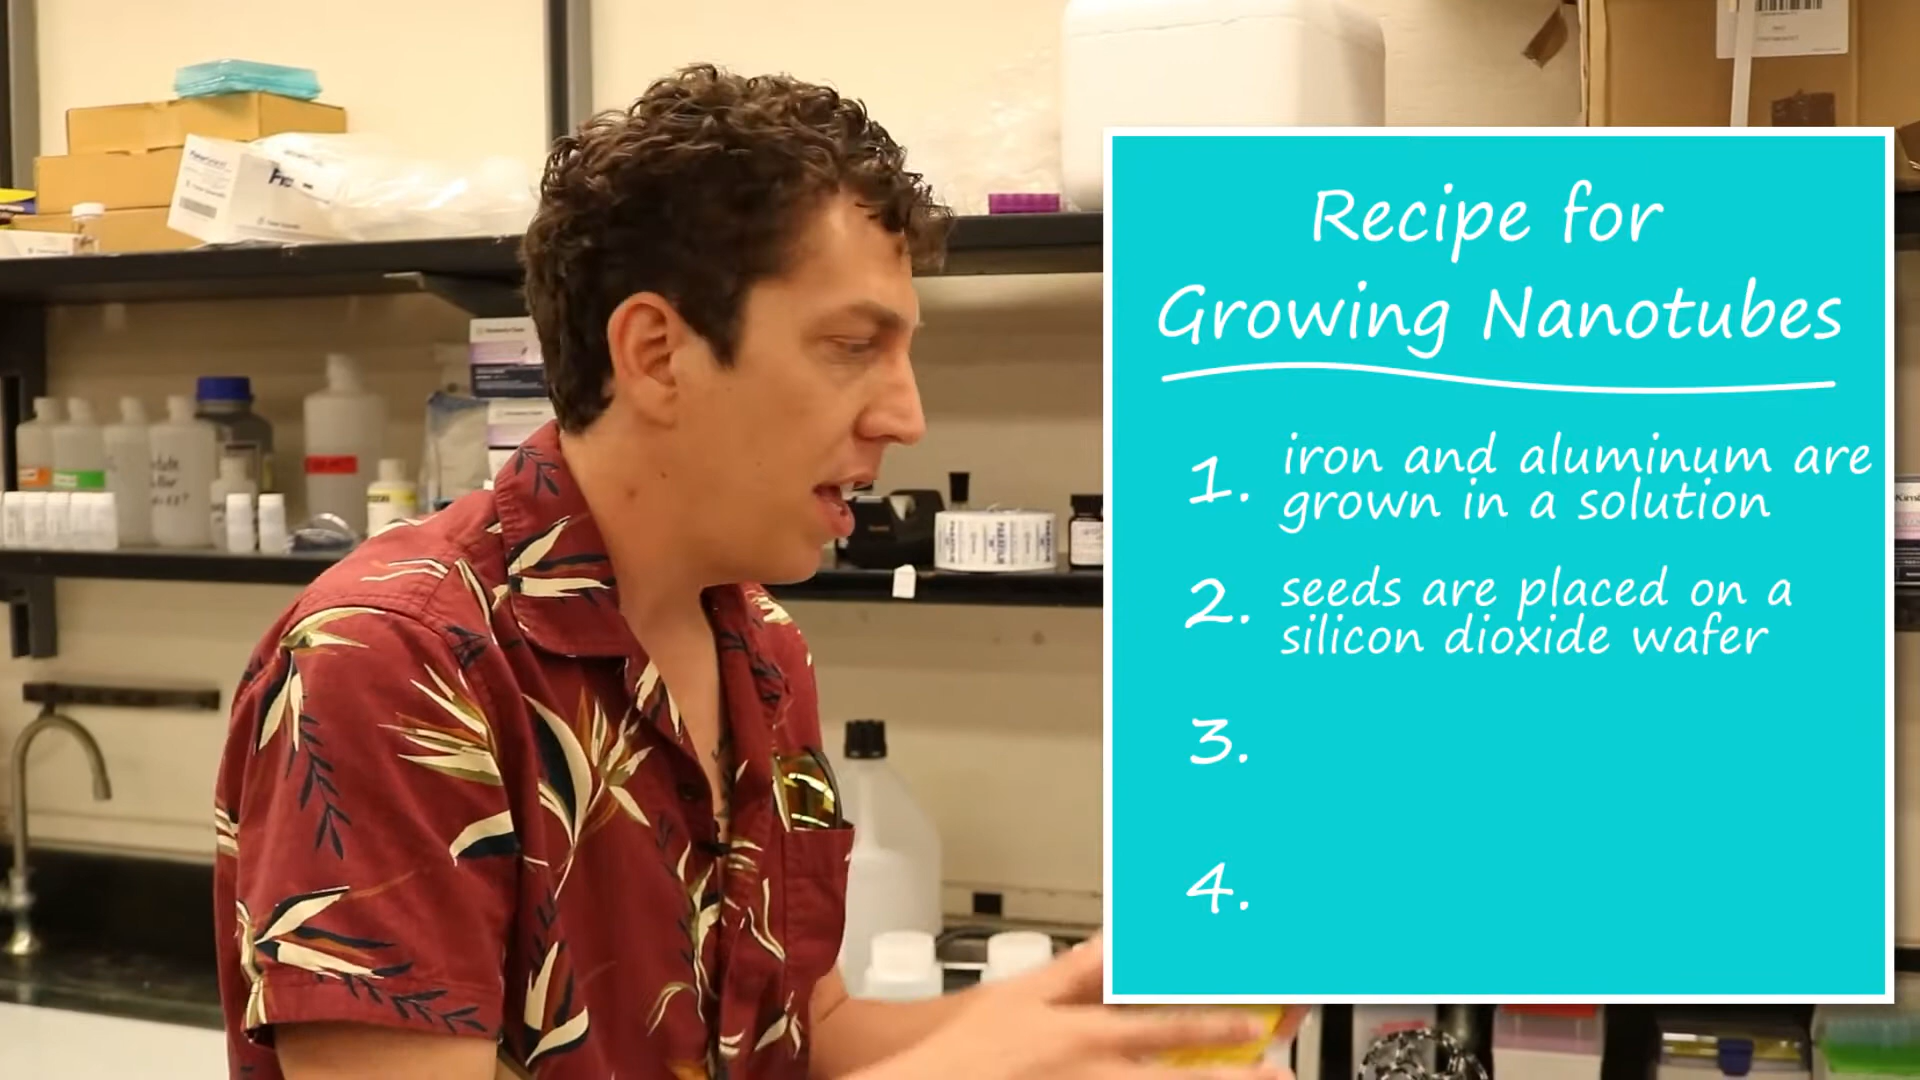 Recipe for
Growing Nanotubes
1. iron and aluminum are
grown in a solution
2. seeds are placed on a
silicon dioxide wafer
3.
4.